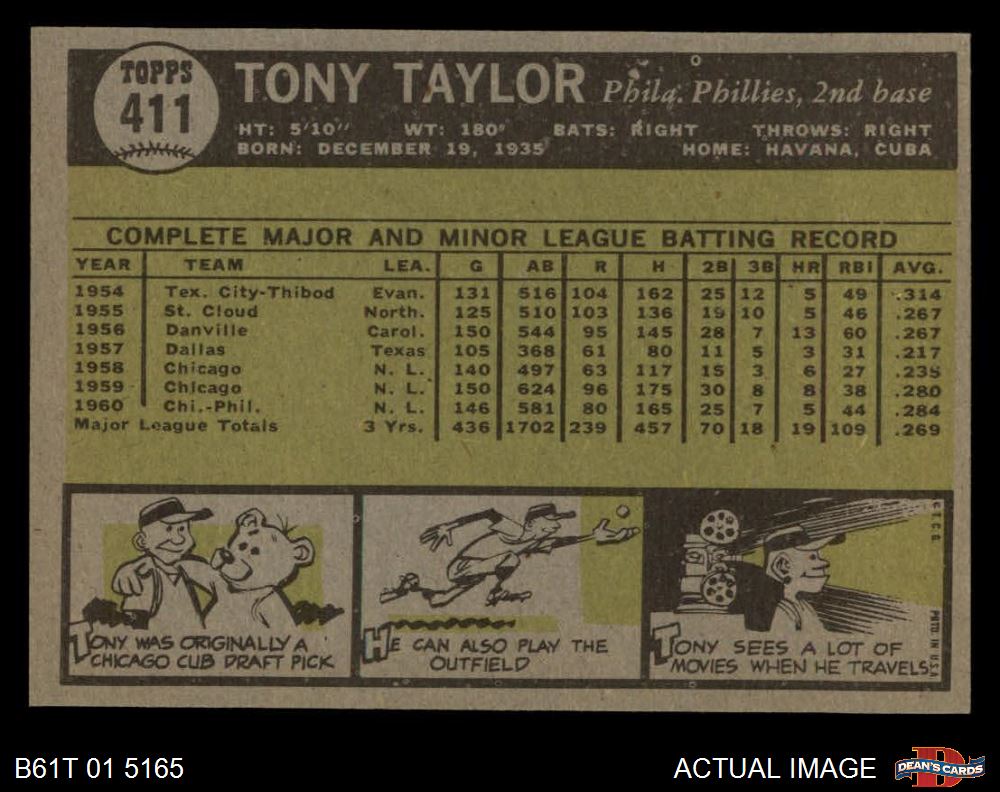 TOPPS
411
TONY TAYLOR Phila. Phillies, 2nd base
HT: 5'10" WT: 180° BATS: RIGHT THROWS: RIGHT
BORN: DECEMBER 19, 1935 HOME: HAVANA, CUBA
COMPLETE MAJOR AND MINOR LEAGUE BATTING RECORD
YEAR TEAM LEA. G AB R H 2B 3B HR RBI AVG.
1954 Tex. City-Thibod Evan. 131 516 104 162 25 12 5 49 .314
1955 St. Cloud North. 125 510 103 136 19 10 5 46 .267
1956 Danville Carol. 150 544 95 145 28 7 13 60 .267
1957 Dallas Texas 105 368 61 80 11 5 3 31 .217
1958 Chicago N. L. 140 497 63 117 15 3 6 27 .235
1959 Chicago N. L. 150 624 96 175 30 8 8 38 .280
1960 Chi.-Phil. N. L. 146 581 80 165 25 7 5 44 .284
Major League Totals 3 Yrs. 436 1702 239 457 70 18 19 109 .269
TONY WAS ORIGINALLY A
CHICAGO CUB DRAFT PICK
HE CAN ALSO PLAY THE
OUTFIELD
TONY SEES A LOT OF
MOVIES WHEN HE TRAVELS
© T.C.G.
PRTD. IN U.S.A.
B61T 01 5165
ACTUAL IMAGE
DEAN'S CARDS